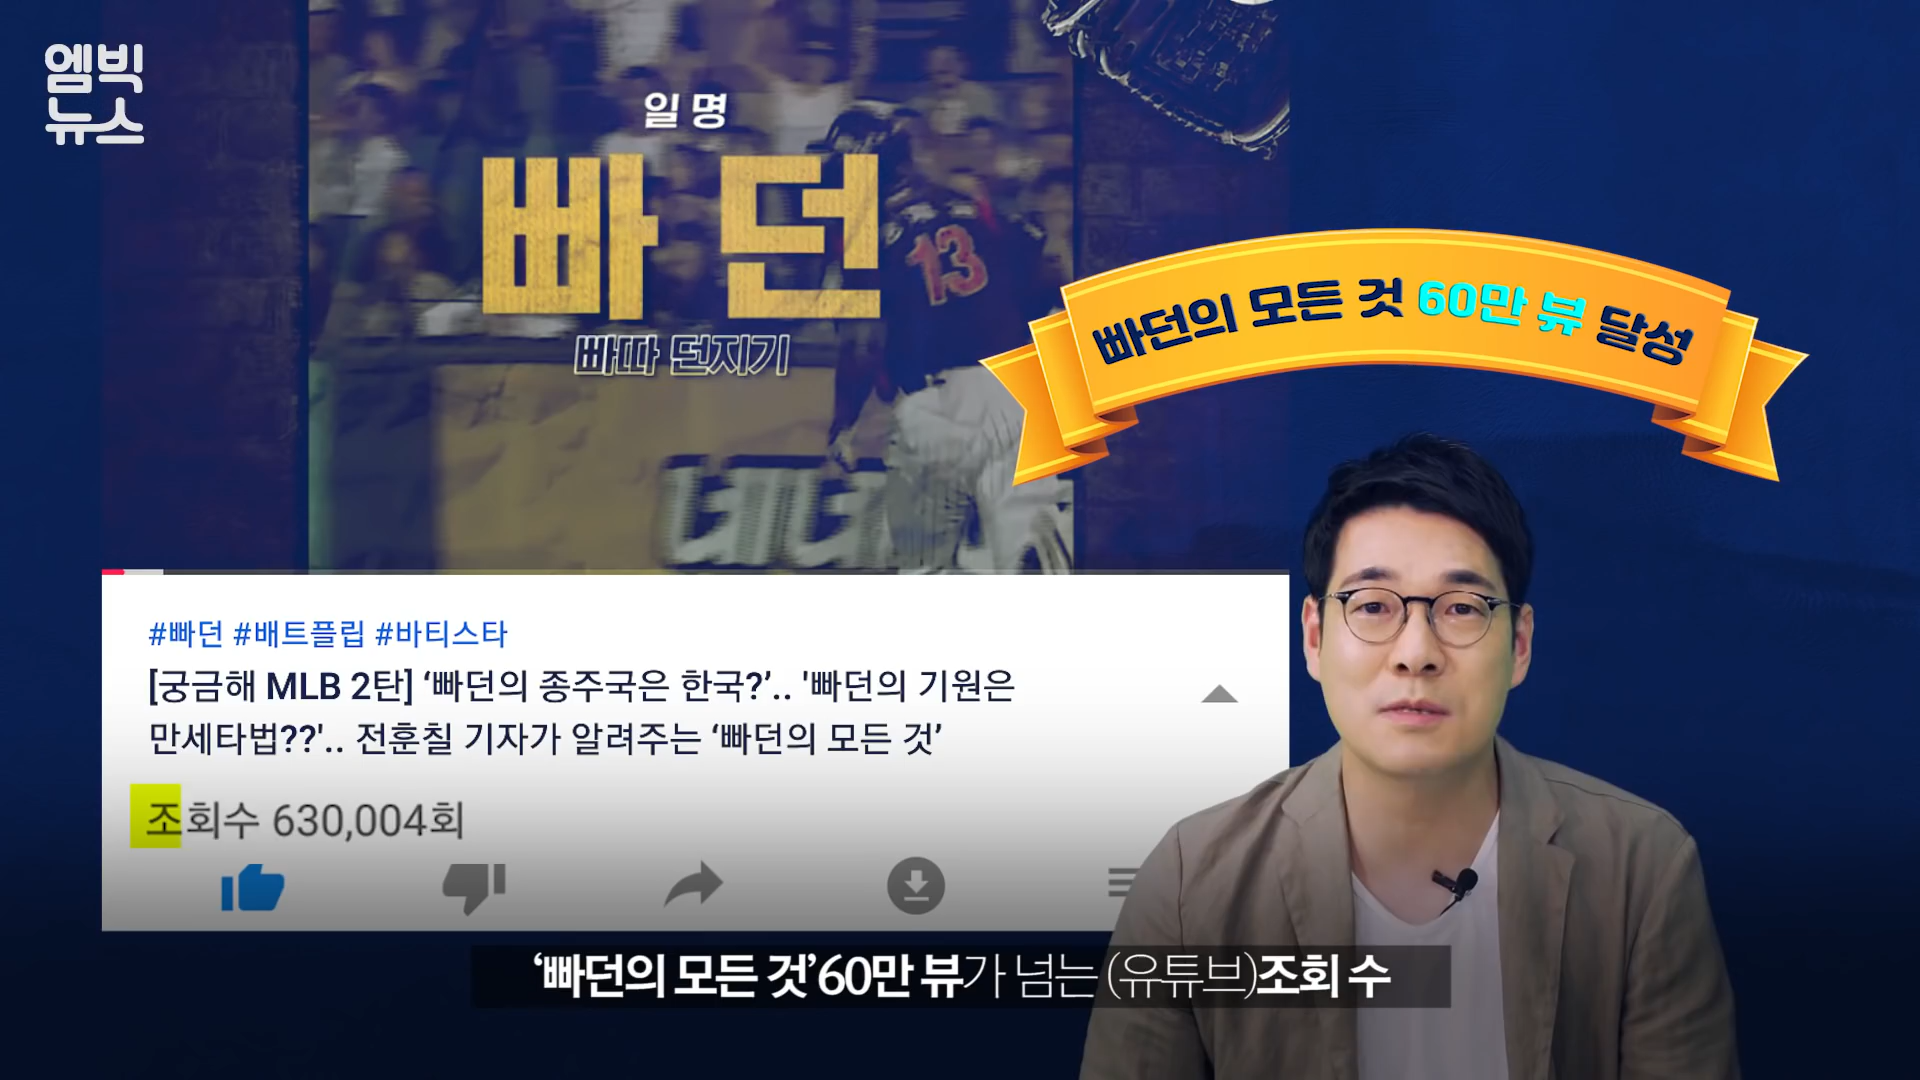 엠빅
뉴스
일 명
빠 던
빠따 던지기
13
빠던의 모든 것 60만 뷰 달성
네네
#빠던 #배트플립 #바티스타
[궁금해 MLB 2탄] ‘빠던의 종주국은 한국?’.. '빠던의 기원은
만세타법??'.. 전훈칠 기자가 알려주는 ‘빠던의 모든 것’
조회수 630,004회
‘빠던의 모든 것’ 60만 뷰가 넘는 (유튜브)조회 수